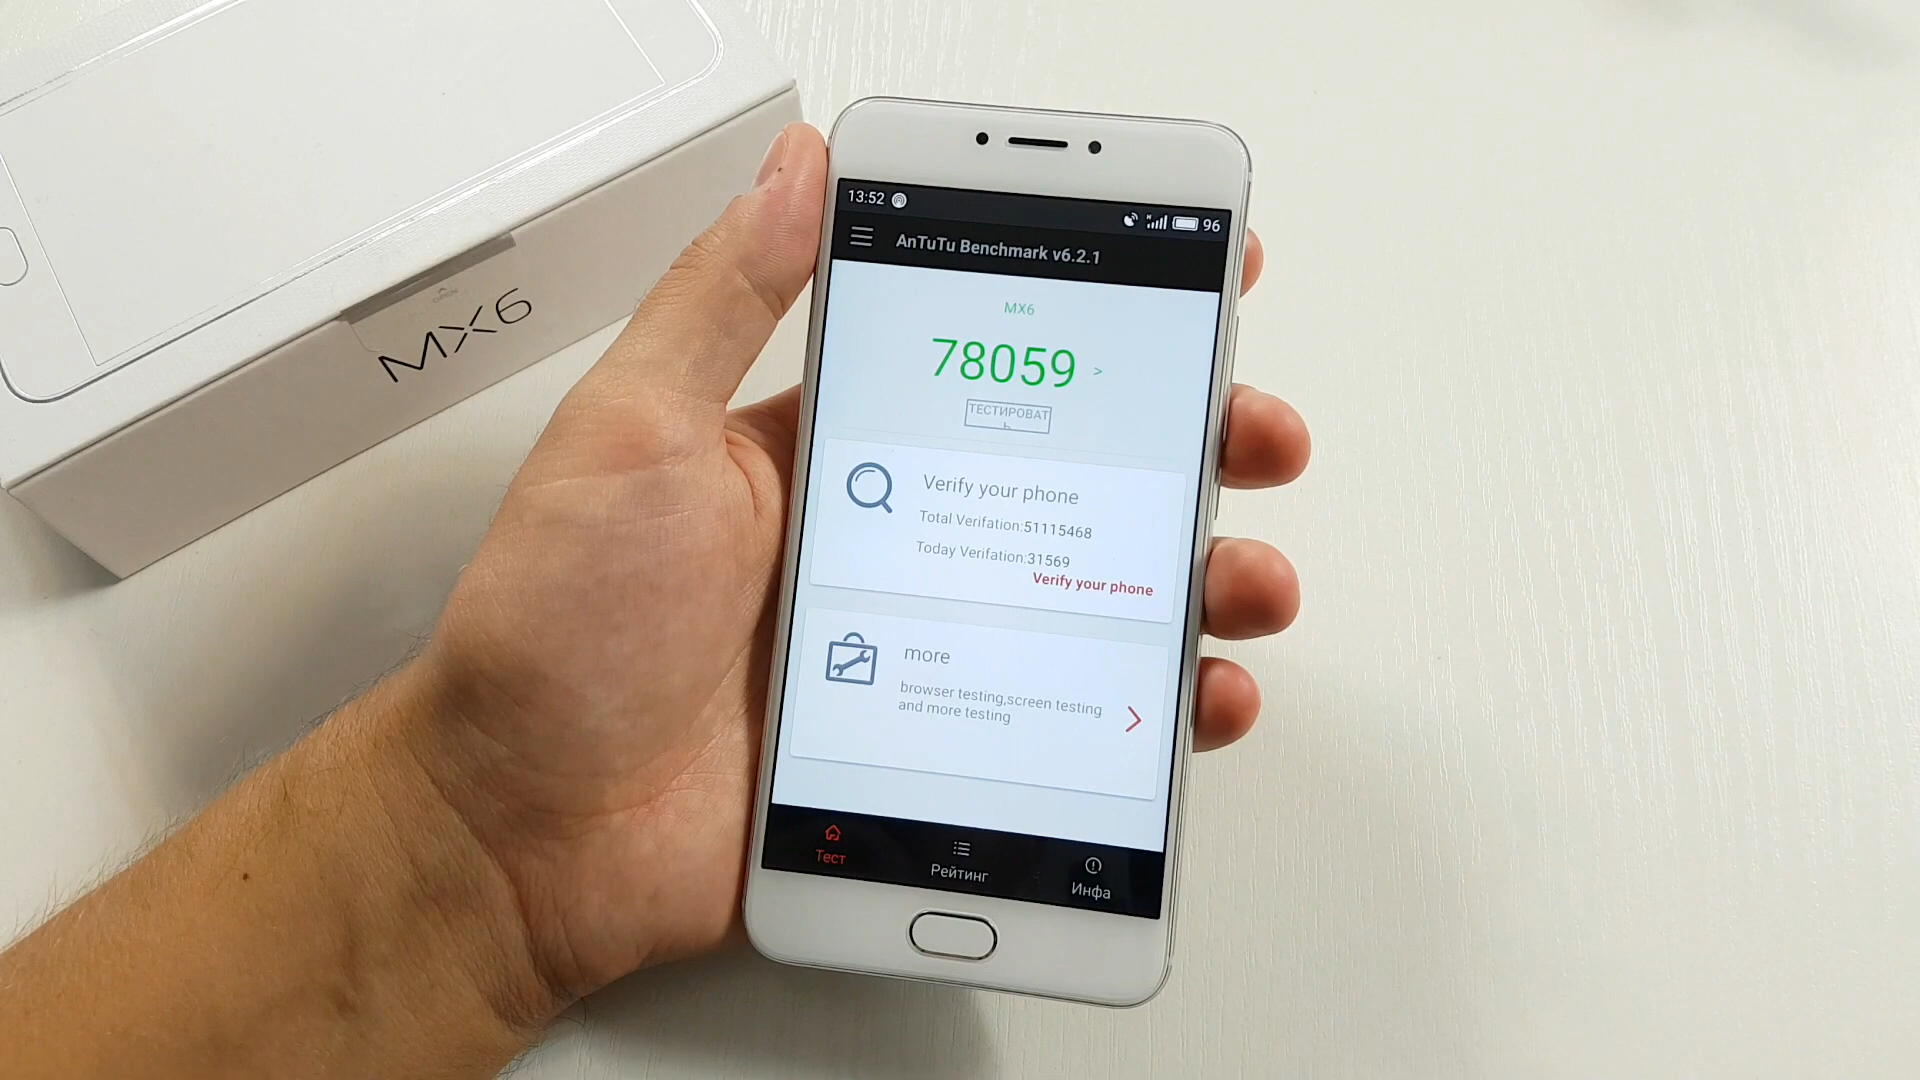 OPEN
MX6
13:52
96
AnTuTu Benchmark v6.2.1
MX6
78059 >
ТЕСТИРОВАТ
Ь
Verify your phone
Total Verifation:51115468
Today Verifation:31569
Verify your phone
more
browser testing,screen testing
and more testing
Тест
Рейтинг
Инфа